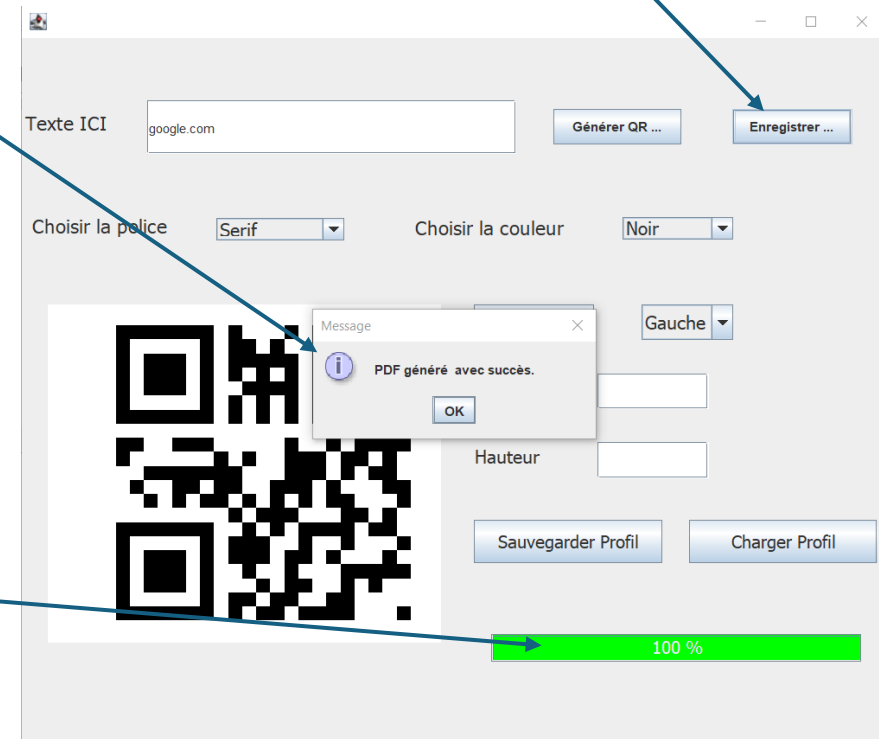 Texte ICI
google.com
Générer QR ...
Enregistrer ...
Choisir la police
Serif
Choisir la couleur
Noir
Message
PDF généré avec succès.
OK
Gauche
Hauteur
Sauvegarder Profil
Charger Profil
100 %